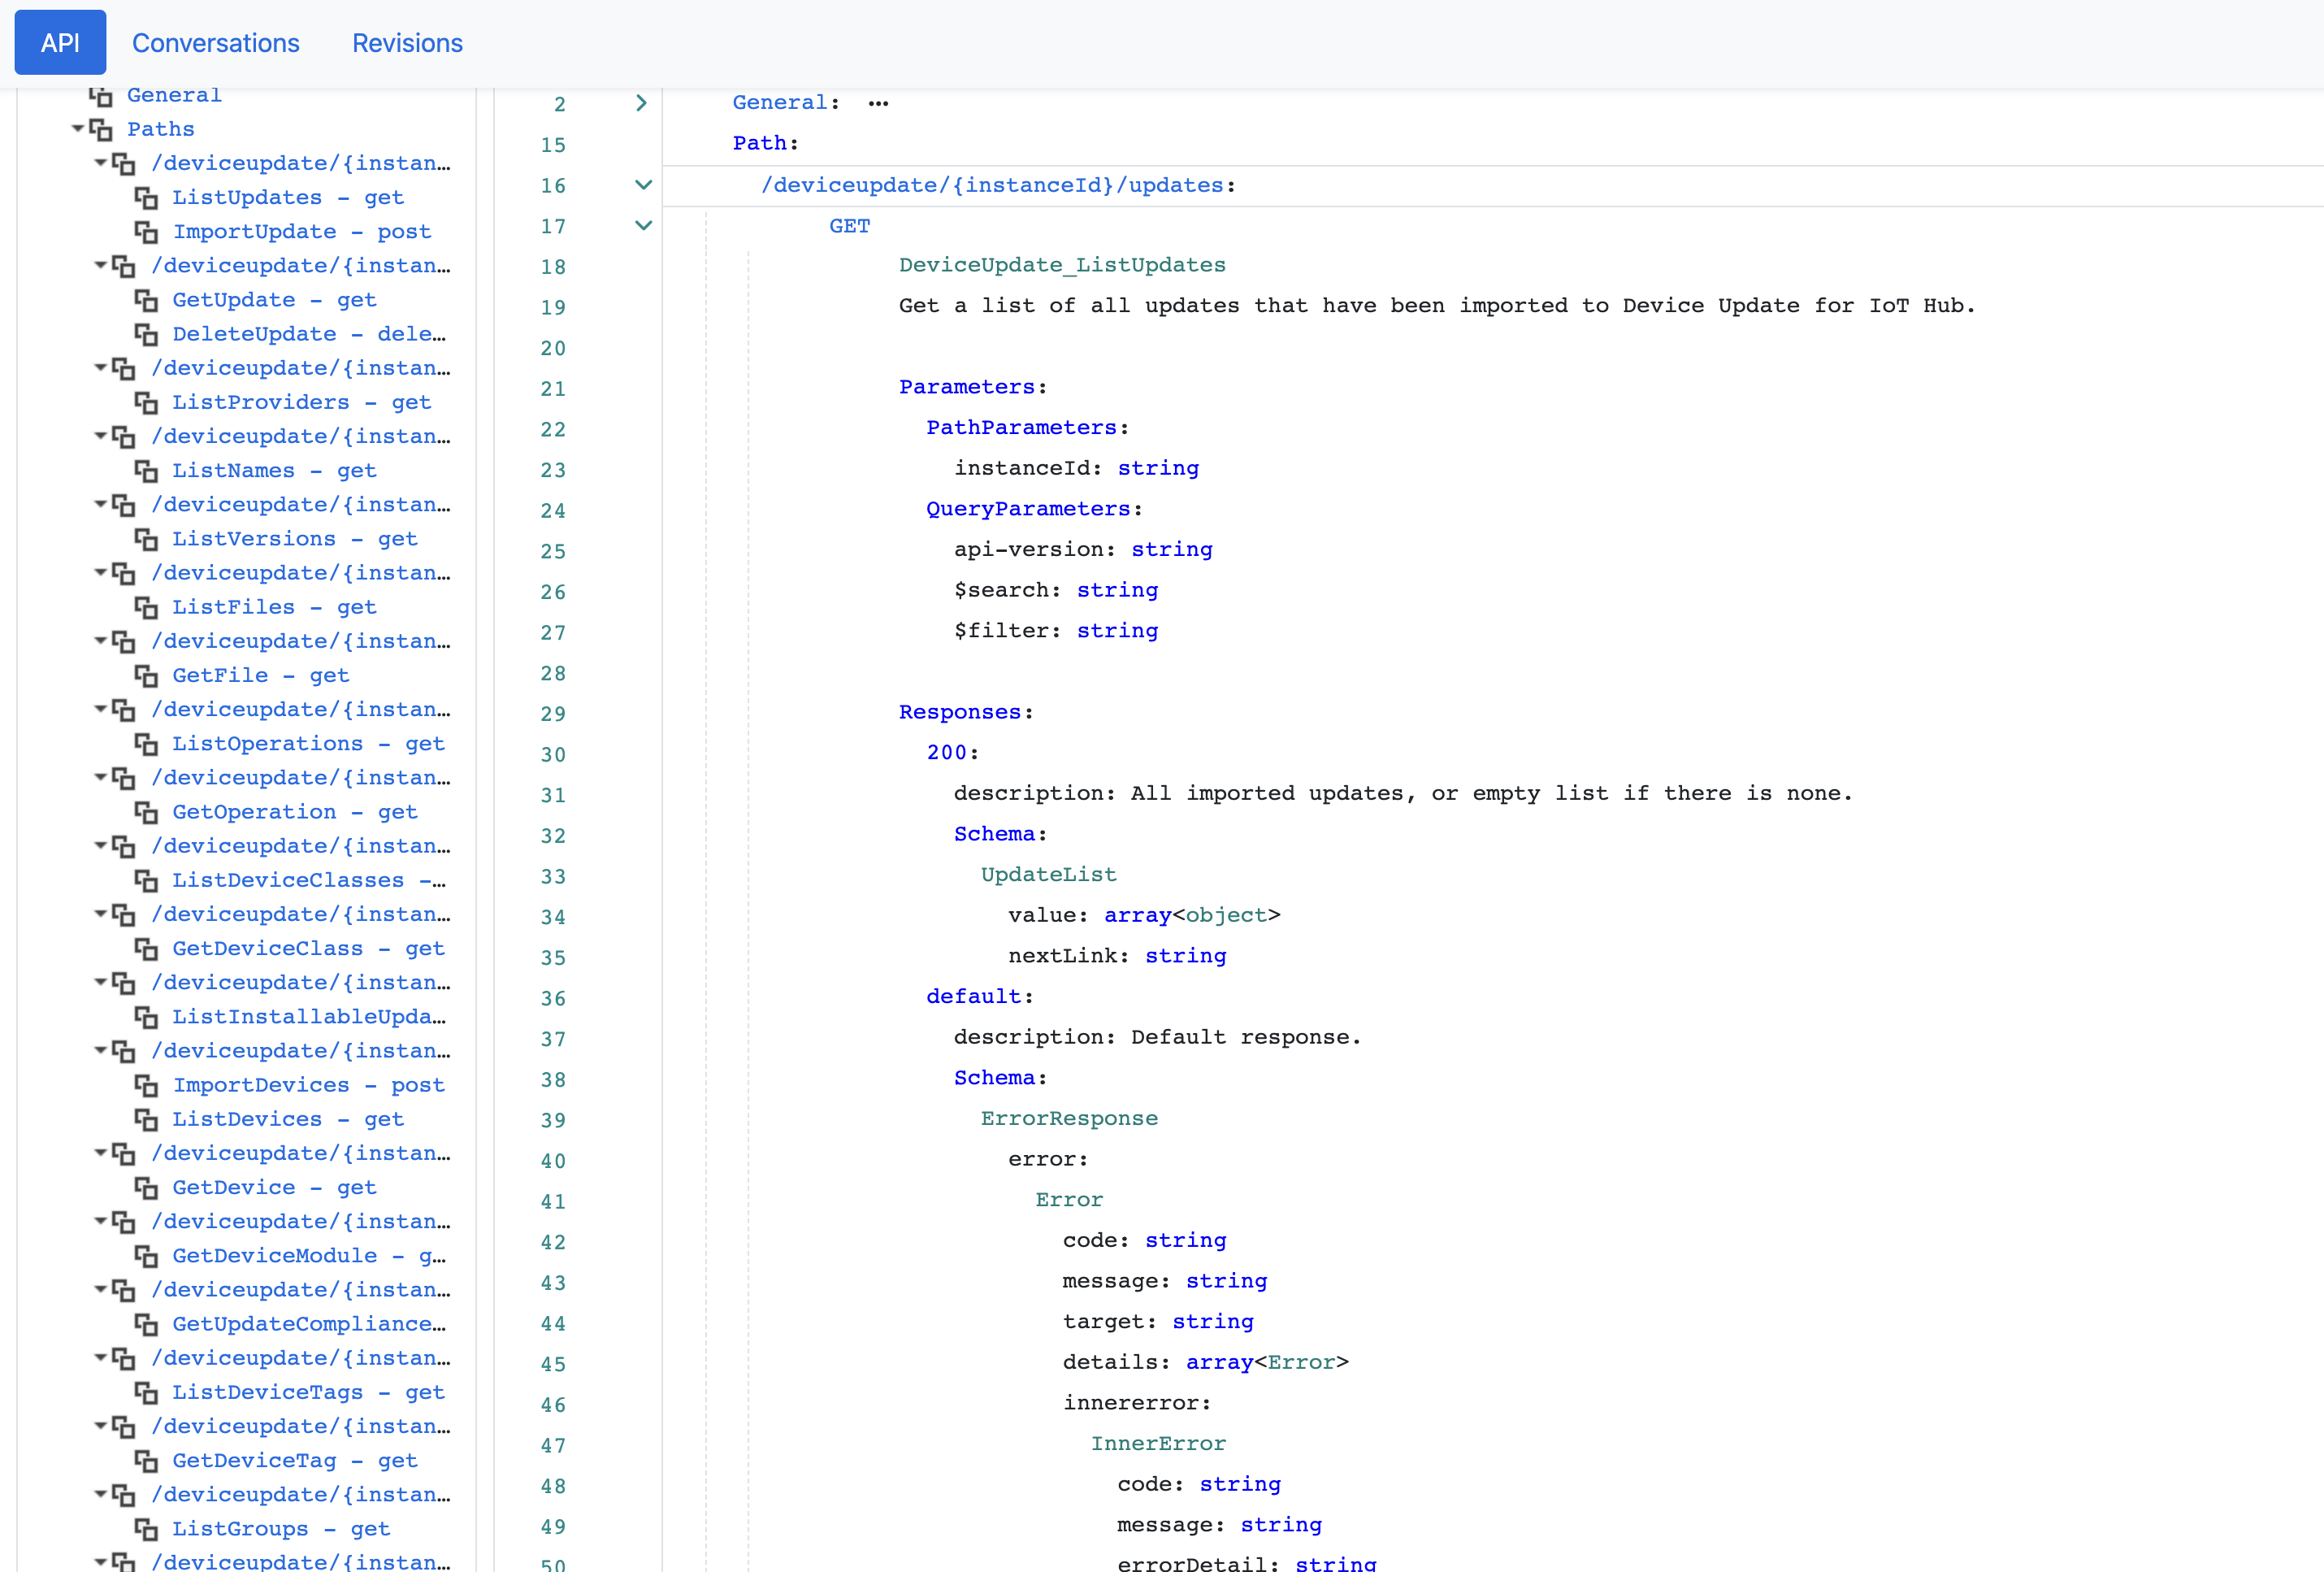 API Conversations Revisions
General
Paths
/deviceupdate/{instan…
ListUpdates - get
ImportUpdate - post
/deviceupdate/{instan…
GetUpdate - get
DeleteUpdate - dele…
/deviceupdate/{instan…
ListProviders - get
/deviceupdate/{instan…
ListNames - get
/deviceupdate/{instan…
ListVersions - get
/deviceupdate/{instan…
ListFiles - get
/deviceupdate/{instan…
GetFile - get
/deviceupdate/{instan…
ListOperations - get
/deviceupdate/{instan…
GetOperation - get
/deviceupdate/{instan…
ListDeviceClasses -…
/deviceupdate/{instan…
GetDeviceClass - get
/deviceupdate/{instan…
ListInstallableUpda…
/deviceupdate/{instan…
ImportDevices - post
ListDevices - get
/deviceupdate/{instan…
GetDevice - get
/deviceupdate/{instan…
GetDeviceModule - g…
/deviceupdate/{instan…
GetUpdateCompliance…
/deviceupdate/{instan…
ListDeviceTags - get
/deviceupdate/{instan…
GetDeviceTag - get
/deviceupdate/{instan…
ListGroups - get
/deviceupdate/{instan…
2 General: •••
15 Path:
16 /deviceupdate/{instanceId}/updates:
17 GET
18 DeviceUpdate_ListUpdates
19 Get a list of all updates that have been imported to Device Update for IoT Hub.
20
21 Parameters:
22 PathParameters:
23 instanceId: string
24 QueryParameters:
25 api-version: string
26 $search: string
27 $filter: string
28
29 Responses:
30 200:
31 description: All imported updates, or empty list if there is none.
32 Schema:
33 UpdateList
34 value: array<object>
35 nextLink: string
36 default:
37 description: Default response.
38 Schema:
39 ErrorResponse
40 error:
41 Error
42 code: string
43 message: string
44 target: string
45 details: array<Error>
46 innererror:
47 InnerError
48 code: string
49 message: string
50 errorDetail: string